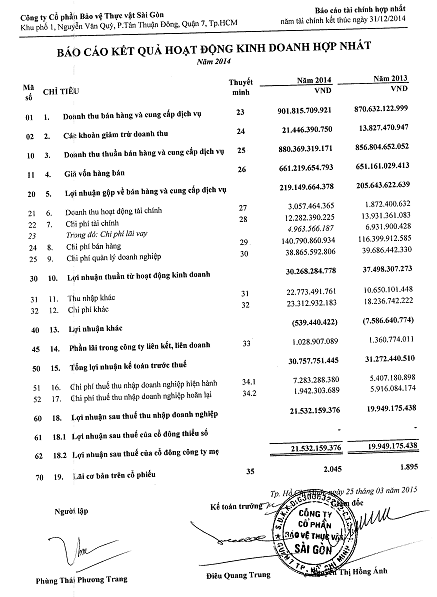 Công ty Cổ phần Bảo vệ Thực vật Sài Gòn
Báo cáo tài chính hợp nhất
Khu phố 1, Nguyễn Văn Quỳ, P.Tân Thuận Đông, Quận 7, Tp.HCM
năm tài chính kết thúc ngày 31/12/2014
BÁO CÁO KẾT QUẢ HOẠT ĐỘNG KINH DOANH HỢP NHẤT
Năm 2014
Mã số CHỈ TIÊU Thuyết minh Năm 2014 VND Năm 2013 VND
01 1. Doanh thu bán hàng và cung cấp dịch vụ 23 901.815.709.921 870.632.122.999
02 2. Các khoản giảm trừ doanh thu 24 21.446.390.750 13.827.470.947
10 3. Doanh thu thuần bán hàng và cung cấp dịch vụ 25 880.369.319.171 856.804.652.052
11 4. Giá vốn hàng bán 26 661.219.654.793 651.161.029.413
20 5. Lợi nhuận gộp về bán hàng và cung cấp dịch vụ 219.149.664.378 205.643.622.639
21 6. Doanh thu hoạt động tài chính 27 3.057.464.365 1.872.400.632
22 7. Chi phí tài chính 28 12.282.390.225 13.931.361.083
23 Trong đó: Chi phí lãi vay 4.963.566.187 6.931.900.428
24 8. Chi phí bán hàng 29 140.790.860.934 116.399.912.585
25 9. Chi phí quản lý doanh nghiệp 30 38.865.592.806 39.686.442.330
30 10. Lợi nhuận thuần từ hoạt động kinh doanh 30.268.284.778 37.498.307.273
31 11. Thu nhập khác 31 22.773.491.761 10.650.101.448
32 12. Chi phí khác 32 23.312.932.183 18.236.742.222
40 13. Lợi nhuận khác (539.440.422) (7.586.640.774)
45 14. Phần lãi trong công ty liên kết, liên doanh 33 1.028.907.089 1.360.774.011
50 15. Tổng lợi nhuận kế toán trước thuế 30.757.751.445 31.272.440.510
51 16. Chi phí thuế thu nhập doanh nghiệp hiện hành 34.1 7.283.288.380 5.407.180.898
52 17. Chi phí thuế thu nhập doanh nghiệp hoãn lại 34.2 1.942.303.689 5.916.084.174
60 18. Lợi nhuận sau thuế thu nhập doanh nghiệp 21.532.159.376 19.949.175.438
61 18.1 Lợi nhuận sau thuế của cổ đông thiểu số - -
62 18.2 Lợi nhuận sau thuế của cổ đông công ty mẹ 21.532.159.376 19.949.175.438
70 19. Lãi cơ bản trên cổ phiếu 35 2.045 1.895
Tp. Hồ Chí Minh, ngày 25 tháng 03 năm 2015
Người lập
Kế toán trưởng
đốc
CÔNG TY
CỔ PHẦN
BẢO VỆ THỰC VẬT
SÀI GÒN
Phùng Thái Phương Trang
Điều Quang Trung
Nguyễn Thị Hồng Ánh